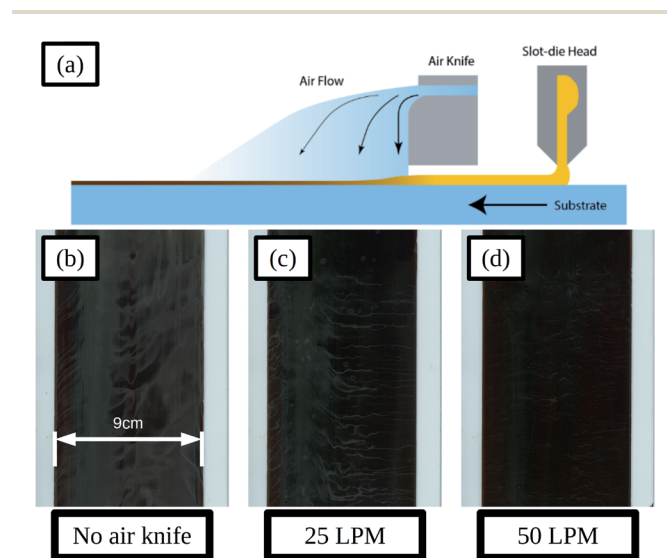 (a)
Air Flow
Air Knife
Slot-die Head
Substrate
(b)
(c)
(d)
9cm
No air knife
25 LPM
50 LPM